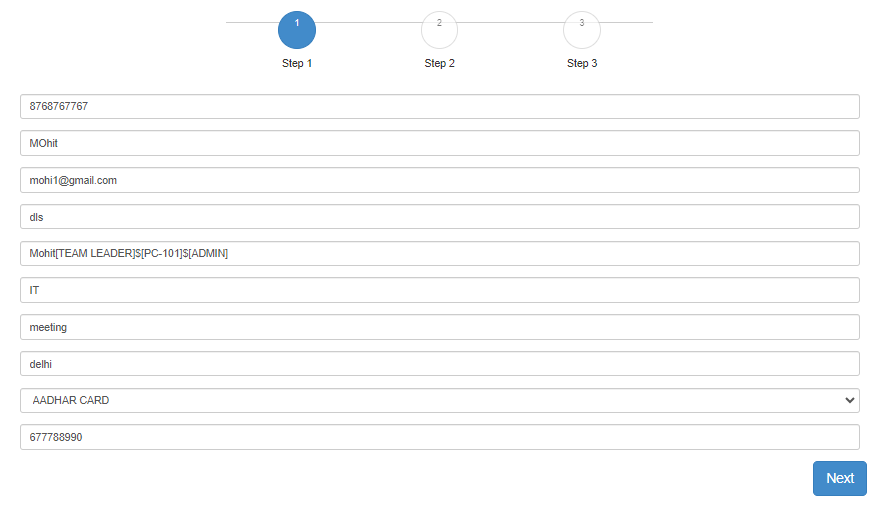 1 2 3
Step 1 Step 2 Step 3
8768767767
MOhit
mohi1@gmail.com
dls
Mohit[TEAM LEADER]$[PC-101]$[ADMIN]
IT
meeting
delhi
AADHAR CARD
677788990
Next